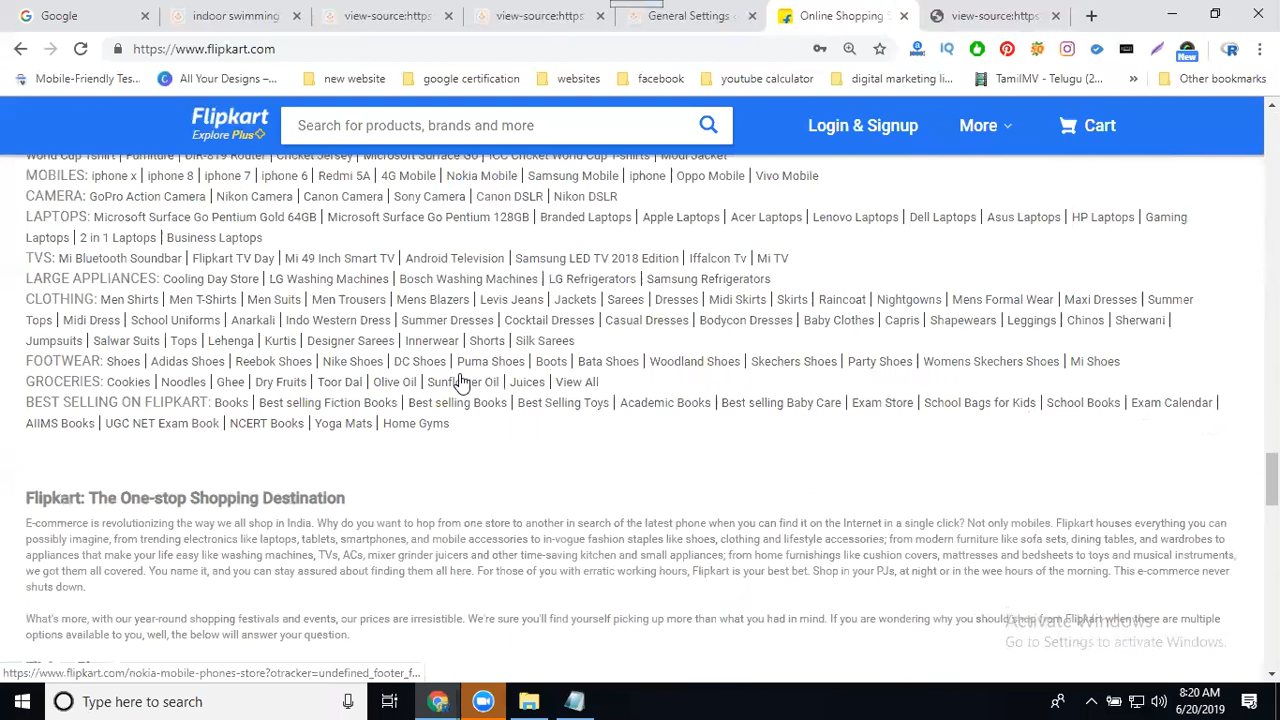 Google
indoor swimming
view-source:https
view-source:https
General Settings
Online Shopping S
view-source:https
https://www.flipkart.com
New
Mobile-Friendly Tes...
All Your Designs –...
new website
google certification
websites
facebook
youtube calculator
digital marketing li...
TamilMV - Telugu (2...
»
Other bookmarks
Flipkart
Explore Plus
Search for products, brands and more
Login & Signup
More
Cart
World Cup Tshirt | Furniture | DIR-819 Router | Cricket Jersey | Microsoft Surface Go | ICC Cricket World Cup T-shirts | Modi Jacket
MOBILES: iphone x | iphone 8 | iphone 7 | iphone 6 | Redmi 5A | 4G Mobile | Nokia Mobile | Samsung Mobile | iphone | Oppo Mobile | Vivo Mobile
CAMERA: GoPro Action Camera | Nikon Camera | Canon Camera | Sony Camera | Canon DSLR | Nikon DSLR
LAPTOPS: Microsoft Surface Go Pentium Gold 64GB | Microsoft Surface Go Pentium 128GB | Branded Laptops | Apple Laptops | Acer Laptops | Lenovo Laptops | Dell Laptops | Asus Laptops | HP Laptops | Gaming
Laptops | 2 in 1 Laptops | Business Laptops
TVS: Mi Bluetooth Soundbar | Flipkart TV Day | Mi 49 Inch Smart TV | Android Television | Samsung LED TV 2018 Edition | Iffalcon Tv | Mi TV
LARGE APPLIANCES: Cooling Day Store | LG Washing Machines | Bosch Washing Machines | LG Refrigerators | Samsung Refrigerators
CLOTHING: Men Shirts | Men T-Shirts | Men Suits | Men Trousers | Mens Blazers | Levis Jeans | Jackets | Sarees | Dresses | Midi Skirts | Skirts | Raincoat | Nightgowns | Mens Formal Wear | Maxi Dresses | Summer
Tops | Midi Dress | School Uniforms | Anarkali | Indo Western Dress | Summer Dresses | Cocktail Dresses | Casual Dresses | Bodycon Dresses | Baby Clothes | Capris | Shapewears | Leggings | Chinos | Sherwani |
Jumpsuits | Salwar Suits | Tops | Lehenga | Kurtis | Designer Sarees | Innerwear | Shorts | Silk Sarees
FOOTWEAR: Shoes | Adidas Shoes | Reebok Shoes | Nike Shoes | DC Shoes | Puma Shoes | Boots | Bata Shoes | Woodland Shoes | Skechers Shoes | Party Shoes | Womens Skechers Shoes | Mi Shoes
GROCERIES: Cookies | Noodles | Ghee | Dry Fruits | Toor Dal | Olive Oil | Sunflower Oil | Juices | View All
BEST SELLING ON FLIPKART: Books | Best selling Fiction Books | Best selling Books | Best Selling Toys | Academic Books | Best selling Baby Care | Exam Store | School Bags for Kids | School Books | Exam Calendar |
AIIMS Books | UGC NET Exam Book | NCERT Books | Yoga Mats | Home Gyms
Flipkart: The One-stop Shopping Destination
E-commerce is revolutionizing the way we all shop in India. Why do you want to hop from one store to another in search of the latest phone when you can find it on the Internet in a single click? Not only mobiles. Flipkart houses everything you can
possibly imagine, from trending electronics like laptops, tablets, smartphones, and mobile accessories to in-vogue fashion staples like shoes, clothing and lifestyle accessories; from modern furniture like sofa sets, dining tables, and wardrobes to
appliances that make your life easy like washing machines, TVs, ACs, mixer grinder juicers and other time-saving kitchen and small appliances; from home furnishings like cushion covers, mattresses and bedsheets to toys and musical instruments,
we got them all covered. You name it, and you can stay assured about finding them all here. For those of you with erratic working hours, Flipkart is your best bet. Shop in your PJs, at night or in the wee hours of the morning. This e-commerce never
shuts down.
What's more, with our year-round shopping festivals and events, our prices are irresistible. We're sure you'll find yourself picking up more than what you had in mind. If you are wondering why you should shop from Flipkart when there are multiple
options available to you, well, the below will answer your question.
Activate Windows
Go to Settings to activate Windows.
https://www.flipkart.com/nokia-mobile-phones-store?otracker=undefined_footer_f...
Type here to search
8:20 AM
6/20/2019